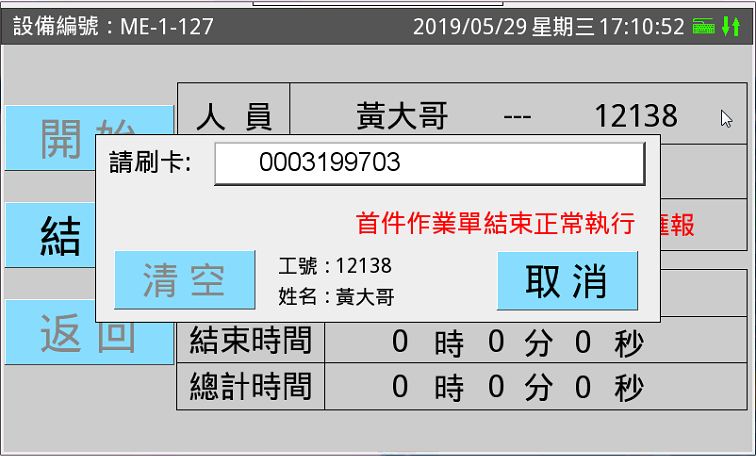 設備編號：ME-1-127 2019/05/29 星期三 17:10:52
開始
人員 黃大哥 --- 12138
請刷卡: 0003199703
首件作業單結束正常執行
匯報
結
清空
工號：12138
姓名：黃大哥
取消
返回
結束時間 0 時 0 分 0 秒
總計時間 0 時 0 分 0 秒